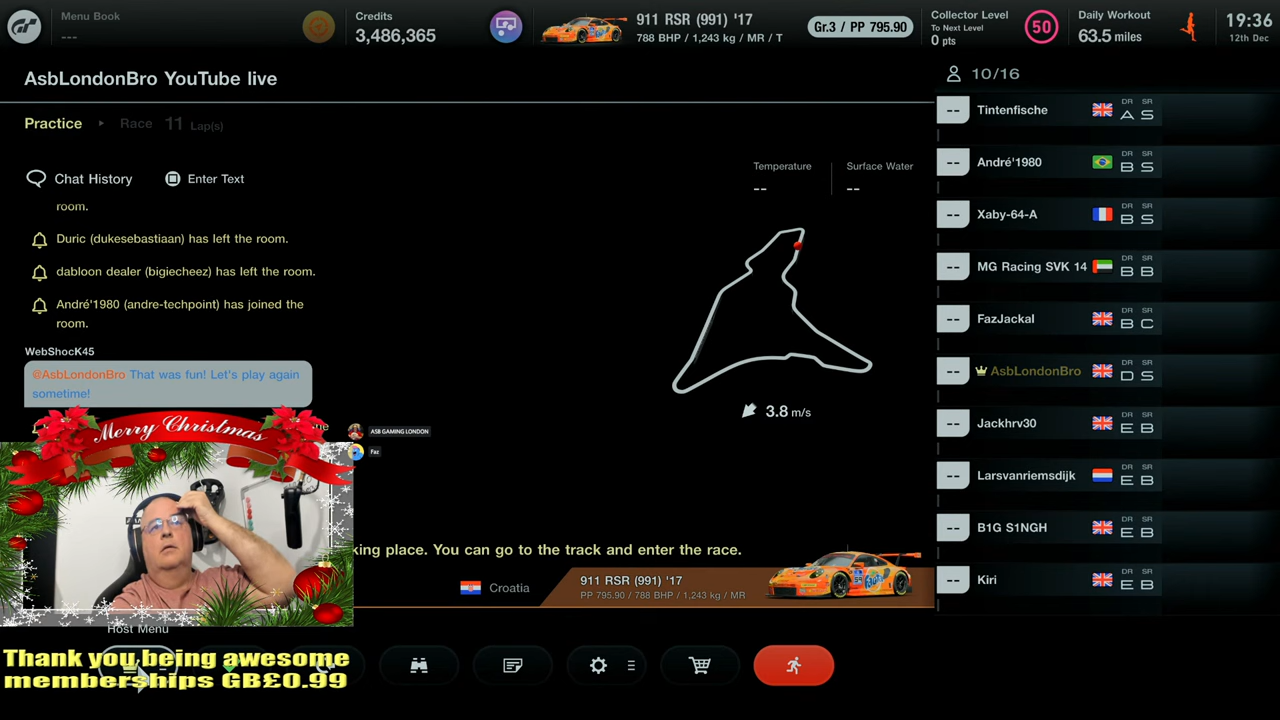 Menu Book
---
Credits
3,486,365
911 RSR (991) '17
788 BHP / 1,243 kg / MR / T
Gr.3 / PP 795.90
Collector Level
To Next Level
0 pts
50
Daily Workout
63.5 miles
19:36
12th Dec
AsbLondonBro YouTube live
10/16
Practice
Race 11 Lap(s)
Chat History
Enter Text
room.
Duric (dukesebastiaan) has left the room.
dabloon dealer (bigiecheez) has left the room.
André'1980 (andre-techpoint) has joined the
room.
WebShocK45
@AsbLondonBro That was fun! Let's play again
sometime!
Temperature
--
Surface Water
--
3.8 m/s
-- Tintenfische DR A SR S
-- André'1980 DR B SR S
-- Xaby-64-A DR B SR S
-- MG Racing SVK 14 DR B SR B
-- FazJackal DR B SR C
-- AsbLondonBro DR D SR S
-- Jackhrv30 DR E SR B
-- Larsvanriemsdijk DR E SR B
-- B1G S1NGH DR E SR B
-- Kiri DR E SR B
Merry Christmas
ASB GAMING LONDON
Faz
king place. You can go to the track and enter the race.
Croatia
911 RSR (991) '17
PP 795.90 / 788 BHP / 1,243 kg / MR
Host Menu
Thank you being awesome
memberships GB£0.99